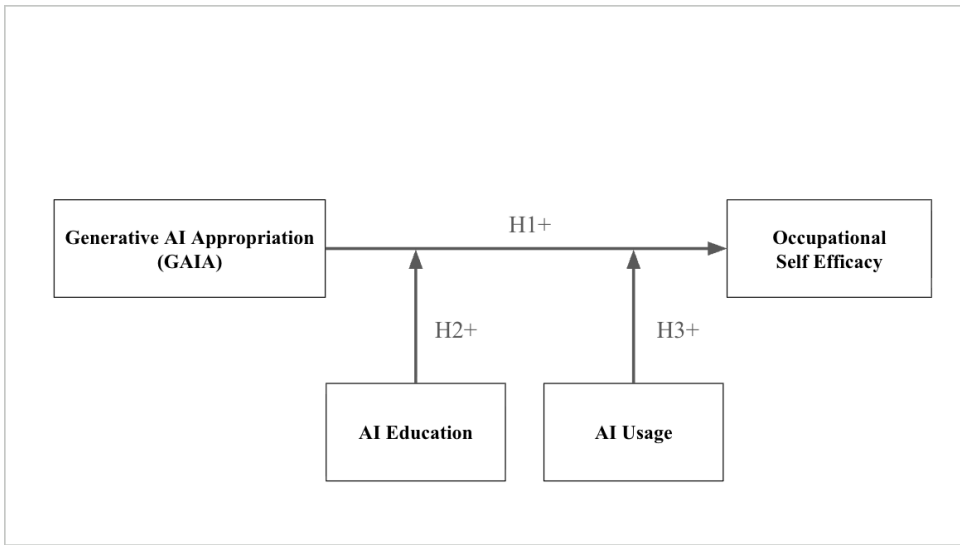 H1+
Generative AI Appropriation
(GAIA)
Occupational
Self Efficacy
H2+
H3+
AI Education
AI Usage